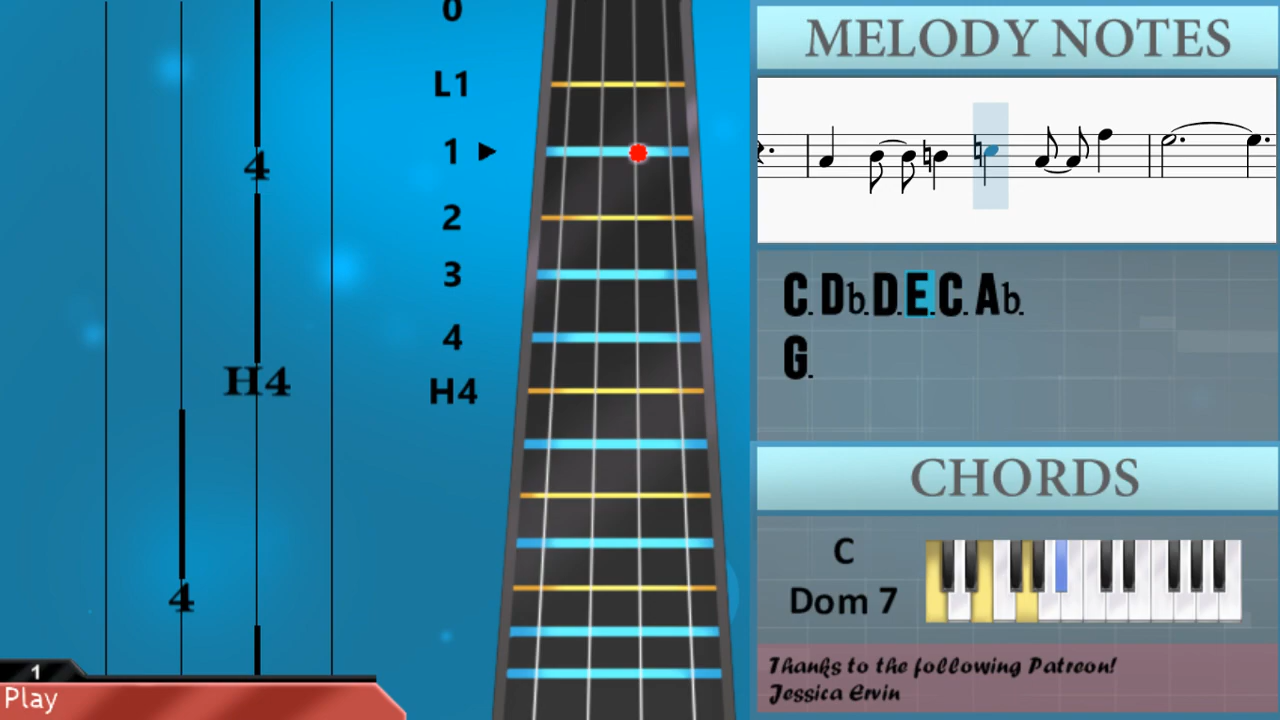 0
L1
1
2
3
4
H4
4
H4
4
1
Play
MELODY NOTES
C. Db. D. E. C. Ab.
G.
CHORDS
C
Dom 7
Thanks to the following Patreon!
Jessica Ervin